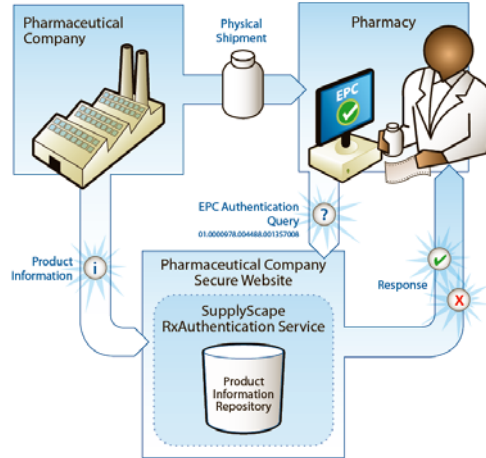 Pharmaceutical
Company
Physical
Shipment
Pharmacy
EPC
EPC Authentication
Query
01.0000978.004488.001357008
?
Product
Information
i
Pharmaceutical Company
Secure Website
Response
X
SupplyScape
RxAuthentication Service
Product
Information
Repository